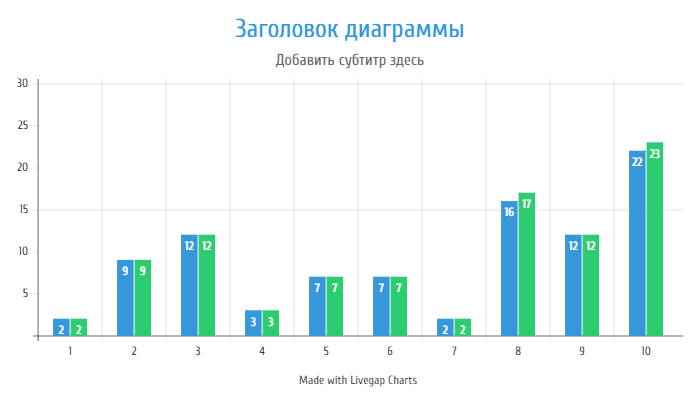 Заголовок диаграммы
Добавить субтитр здесь
30
25
20
15
10
5
2 2 9 9 12 12 3 3 7 7 7 7 2 2 16 17 12 12 22 23
1 2 3 4 5 6 7 8 9 10
Made with Livegap Charts